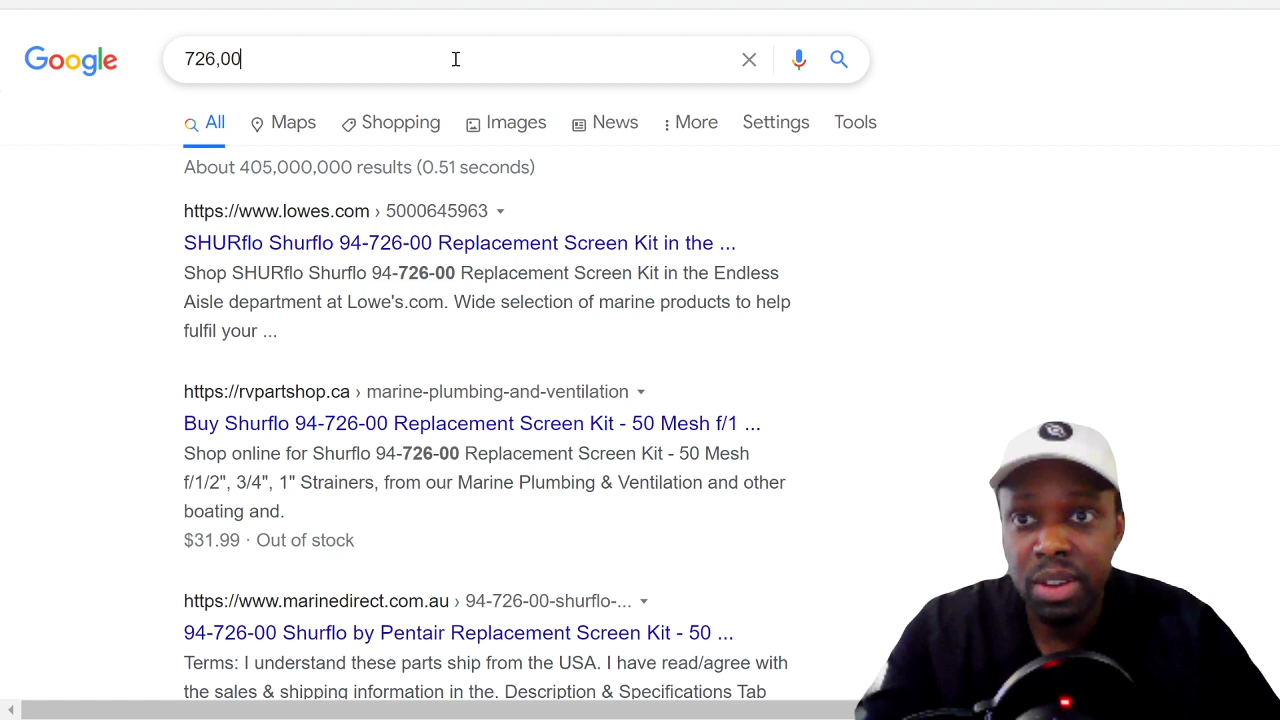 Google
726,00
All
Maps
Shopping
Images
News
More
Settings
Tools
About 405,000,000 results (0.51 seconds)
https://www.lowes.com › 5000645963
SHURflo Shurflo 94-726-00 Replacement Screen Kit in the ...
Shop SHURflo Shurflo 94-726-00 Replacement Screen Kit in the Endless
Aisle department at Lowe's.com. Wide selection of marine products to help
fulfil your ...
https://rvpartshop.ca › marine-plumbing-and-ventilation
Buy Shurflo 94-726-00 Replacement Screen Kit - 50 Mesh f/1 ...
Shop online for Shurflo 94-726-00 Replacement Screen Kit - 50 Mesh
f/1/2", 3/4", 1" Strainers, from our Marine Plumbing & Ventilation and other
boating and.
$31.99 · Out of stock
https://www.marinedirect.com.au › 94-726-00-shurflo-...
94-726-00 Shurflo by Pentair Replacement Screen Kit - 50 ...
Terms: I understand these parts ship from the USA. I have read/agree with
the sales & shipping information in the. Description & Specifications Tab